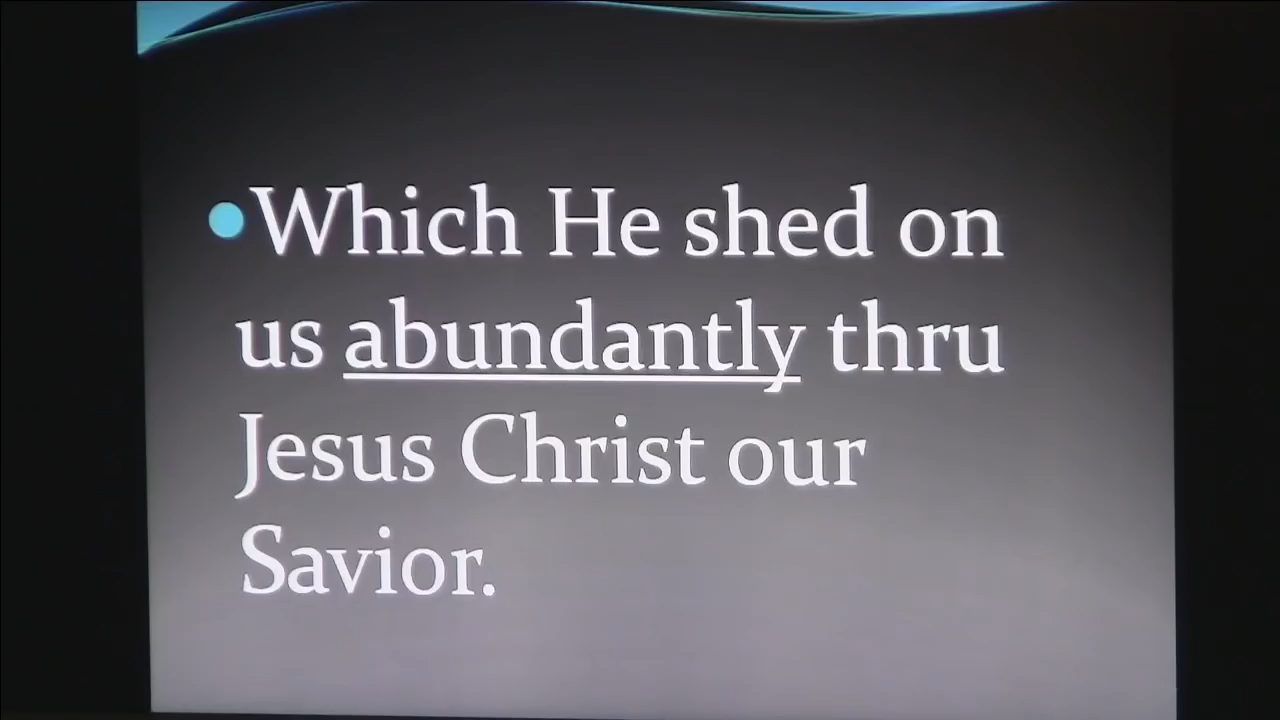 •Which He shed on
us abundantly thru
Jesus Christ our
Savior.